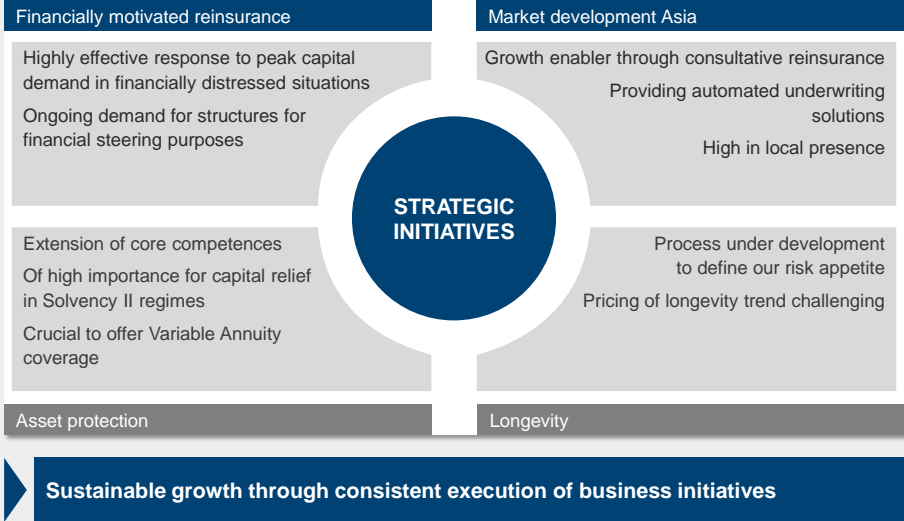 Financially motivated reinsurance
Highly effective response to peak capital
demand in financially distressed situations
Ongoing demand for structures for
financial steering purposes
Market development Asia
Growth enabler through consultative reinsurance
Providing automated underwriting
solutions
High in local presence
STRATEGIC
INITIATIVES
Extension of core competences
Of high importance for capital relief
in Solvency II regimes
Crucial to offer Variable Annuity
coverage
Asset protection
Process under development
to define our risk appetite
Pricing of longevity trend challenging
Longevity
Sustainable growth through consistent execution of business initiatives